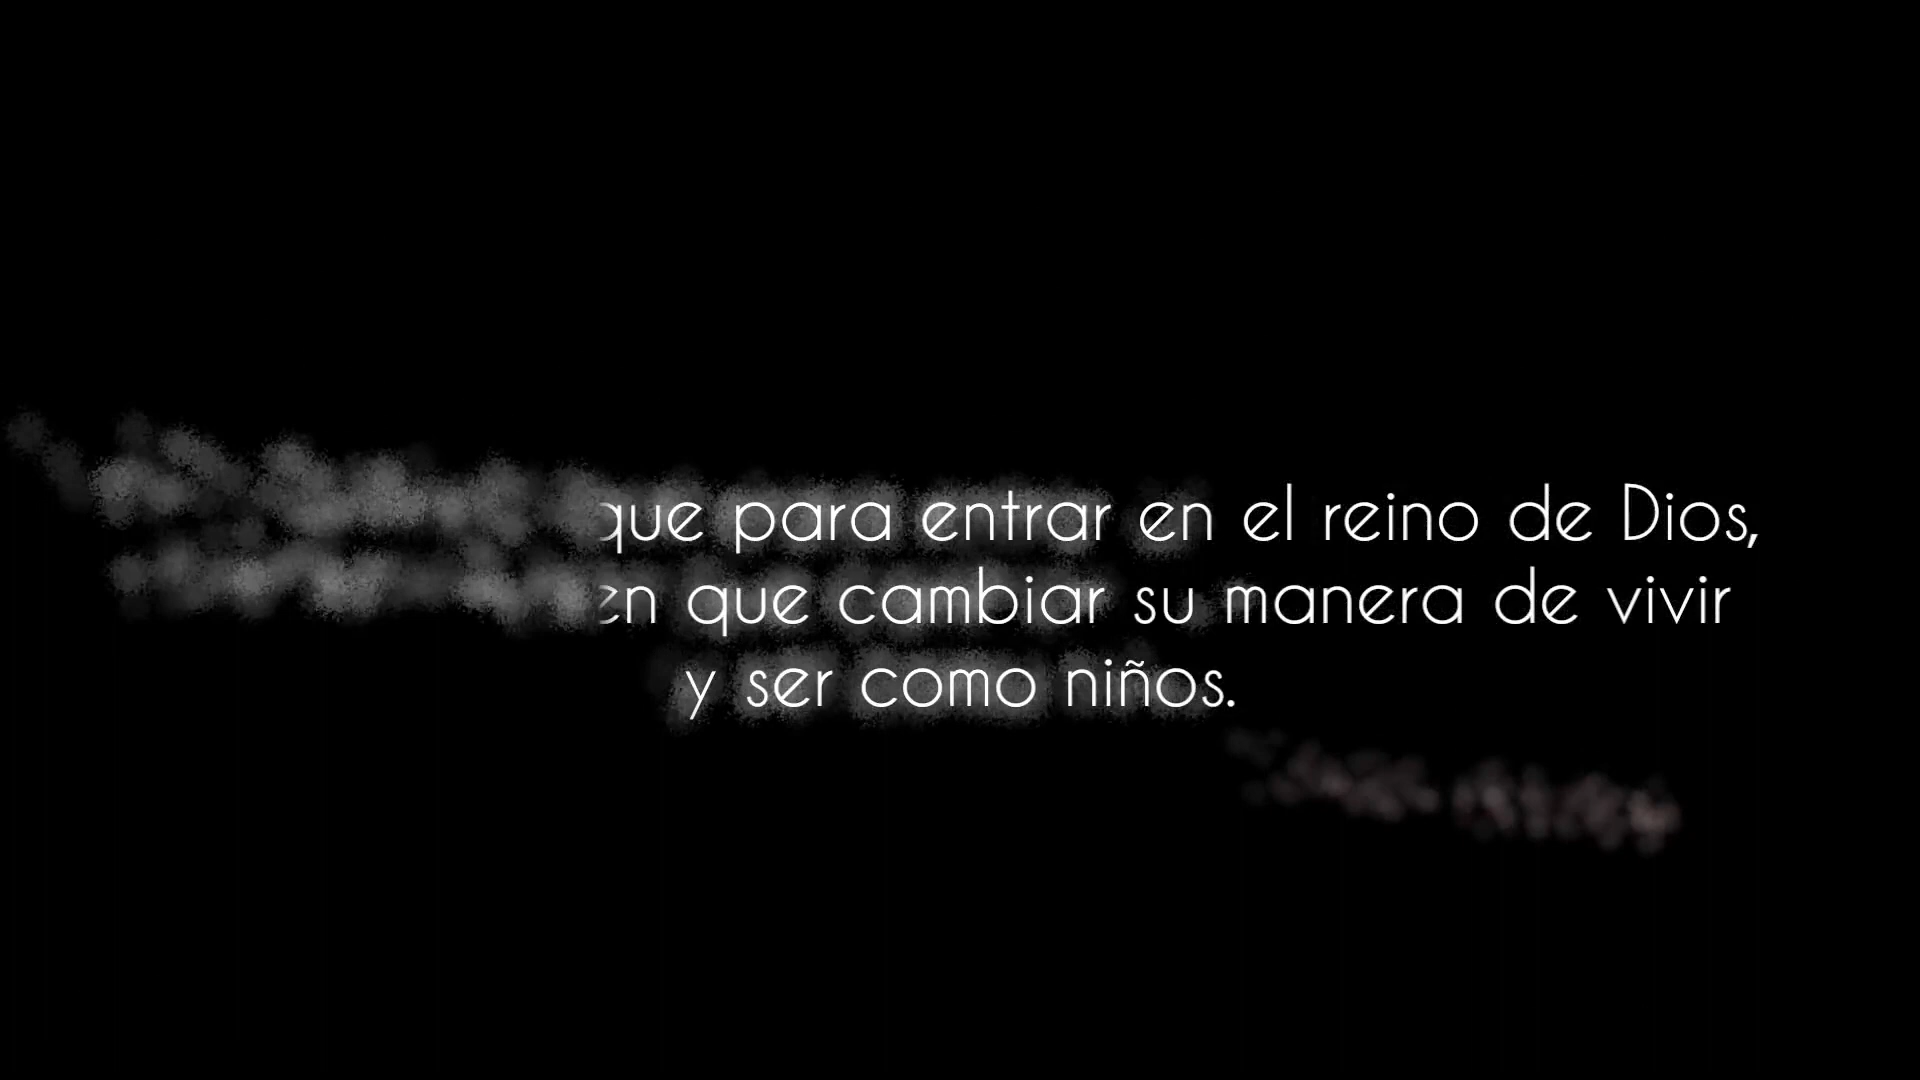 que para entrar en el reino de Dios,
en que cambiar su manera de vivir
y ser como niños.